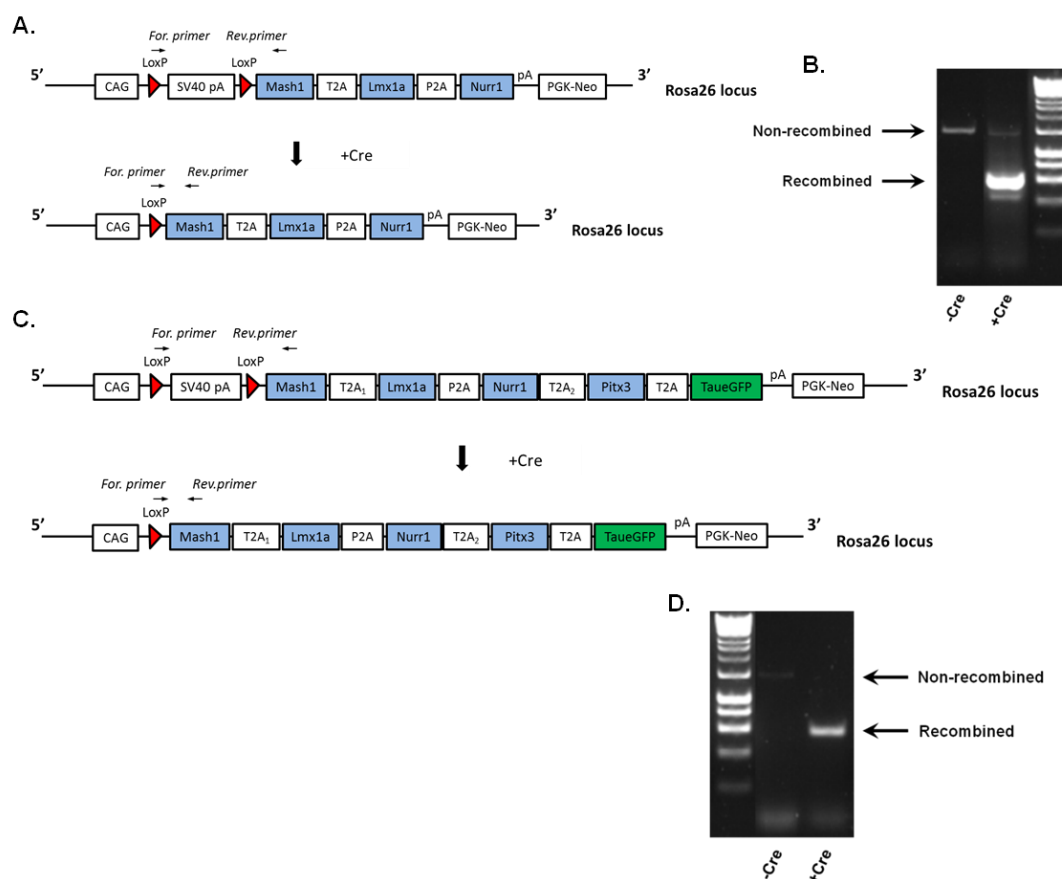 A.
For. primer Rev.primer
LoxP LoxP
5’ CAG SV40 pA Mash1 T2A Lmx1a P2A Nurr1 pA PGK-Neo 3’
Rosa26 locus
+Cre
For. primer Rev.primer
LoxP
5’ CAG Mash1 T2A Lmx1a P2A Nurr1 pA PGK-Neo 3’
Rosa26 locus
B.
Non-recombined
Recombined
-Cre +Cre
C.
For. primer Rev.primer
LoxP LoxP
5’ CAG SV40 pA Mash1 T2A₁ Lmx1a P2A Nurr1 T2A₂ Pitx3 T2A TaueGFP pA PGK-Neo 3’
Rosa26 locus
+Cre
For. primer Rev.primer
LoxP
5’ CAG Mash1 T2A₁ Lmx1a P2A Nurr1 T2A₂ Pitx3 T2A TaueGFP pA PGK-Neo 3’
Rosa26 locus
D.
Non-recombined
Recombined
-Cre +Cre